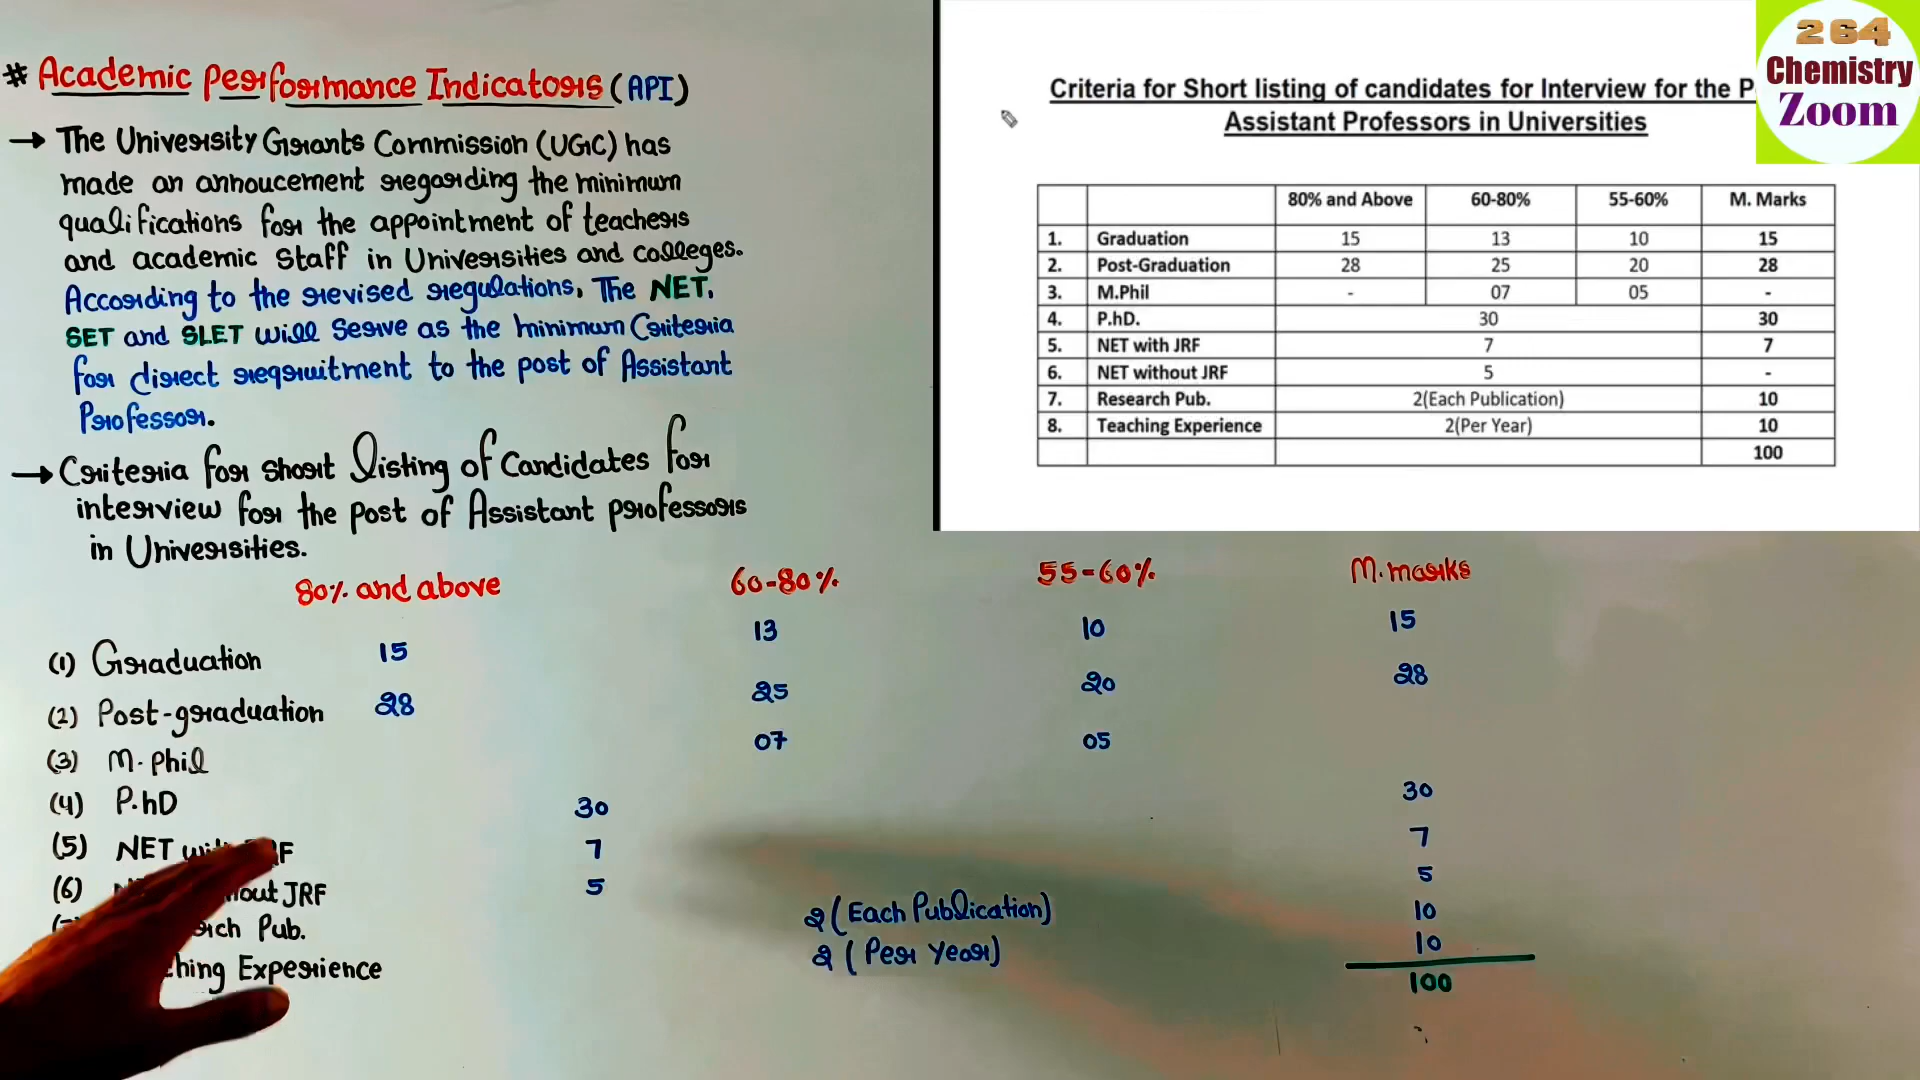 # Academic Performance Indicators (API)
→ The University Grants Commission (UGC) has
made an annoucement regarding the minimum
qualifications for the appointment of teachers
and academic staff in Universities and colleges.
According to the revised regulations, The NET,
SET and SLET will serve as the minimum Criteria
for direct reqruitment to the post of Assistant
Professor.
→ Criteria for short listing of Candidates for
interview for the post of Assistant professors
in Universities.
80% and above 60-80% 55-60% M. marks
(1) Graduation 15 13 10 15
(2) Post-graduation 28 25 20 28
(3) M. Phil 07 05
(4) P.hD 30 30
(5) NET 7 7
(6) JRF 5 5
Pub. 2 (Each Publication) 10
Experience 2 (Per Year) 10
100
Criteria for Short listing of candidates for Interview for the
Assistant Professors in Universities
80% and Above 60-80% 55-60% M. Marks
1. Graduation 15 13 10 15
2. Post-Graduation 28 25 20 28
3. M.Phil - 07 05 -
4. P.hD. 30 30
5. NET with JRF 7 7
6. NET without JRF 5 -
7. Research Pub. 2(Each Publication) 10
8. Teaching Experience 2(Per Year) 10
100
264
Chemistry
Zoom